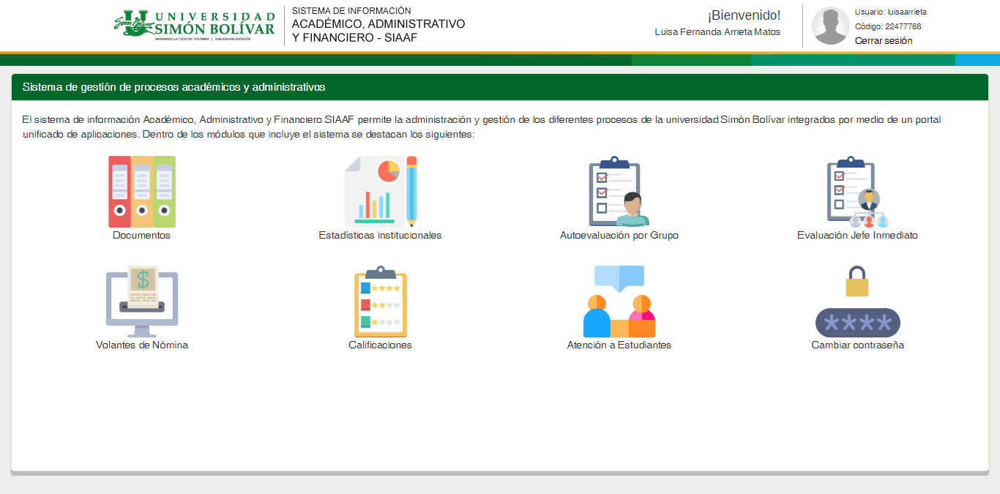 UNIVERSIDAD
SIMÓN BOLÍVAR
BARRANQUILLA Y CÚCUTA - COLOMBIA | VIGILADA MINEDUCACIÓN
SISTEMA DE INFORMACIÓN
ACADÉMICO, ADMINISTRATIVO
Y FINANCIERO - SIAAF
¡Bienvenido!
Luisa Fernanda Arrieta Matos
Usuario: luisaarrieta
Código: 22477768
Cerrar sesión
Sistema de gestión de procesos académicos y administrativos
El sistema de información Académico, Administrativo y Financiero SIAAF permite la administración y gestión de los diferentes procesos de la universidad Simón Bolívar integrados por medio de un portal
unificado de aplicaciones. Dentro de los módulos que incluye el sistema se destacan los siguientes:
Documentos
Estadísticas institucionales
Autoevaluación por Grupo
Evaluación Jefe Inmediato
$
Volantes de Nómina
Calificaciones
Atención a Estudiantes
****
Cambiar contraseña